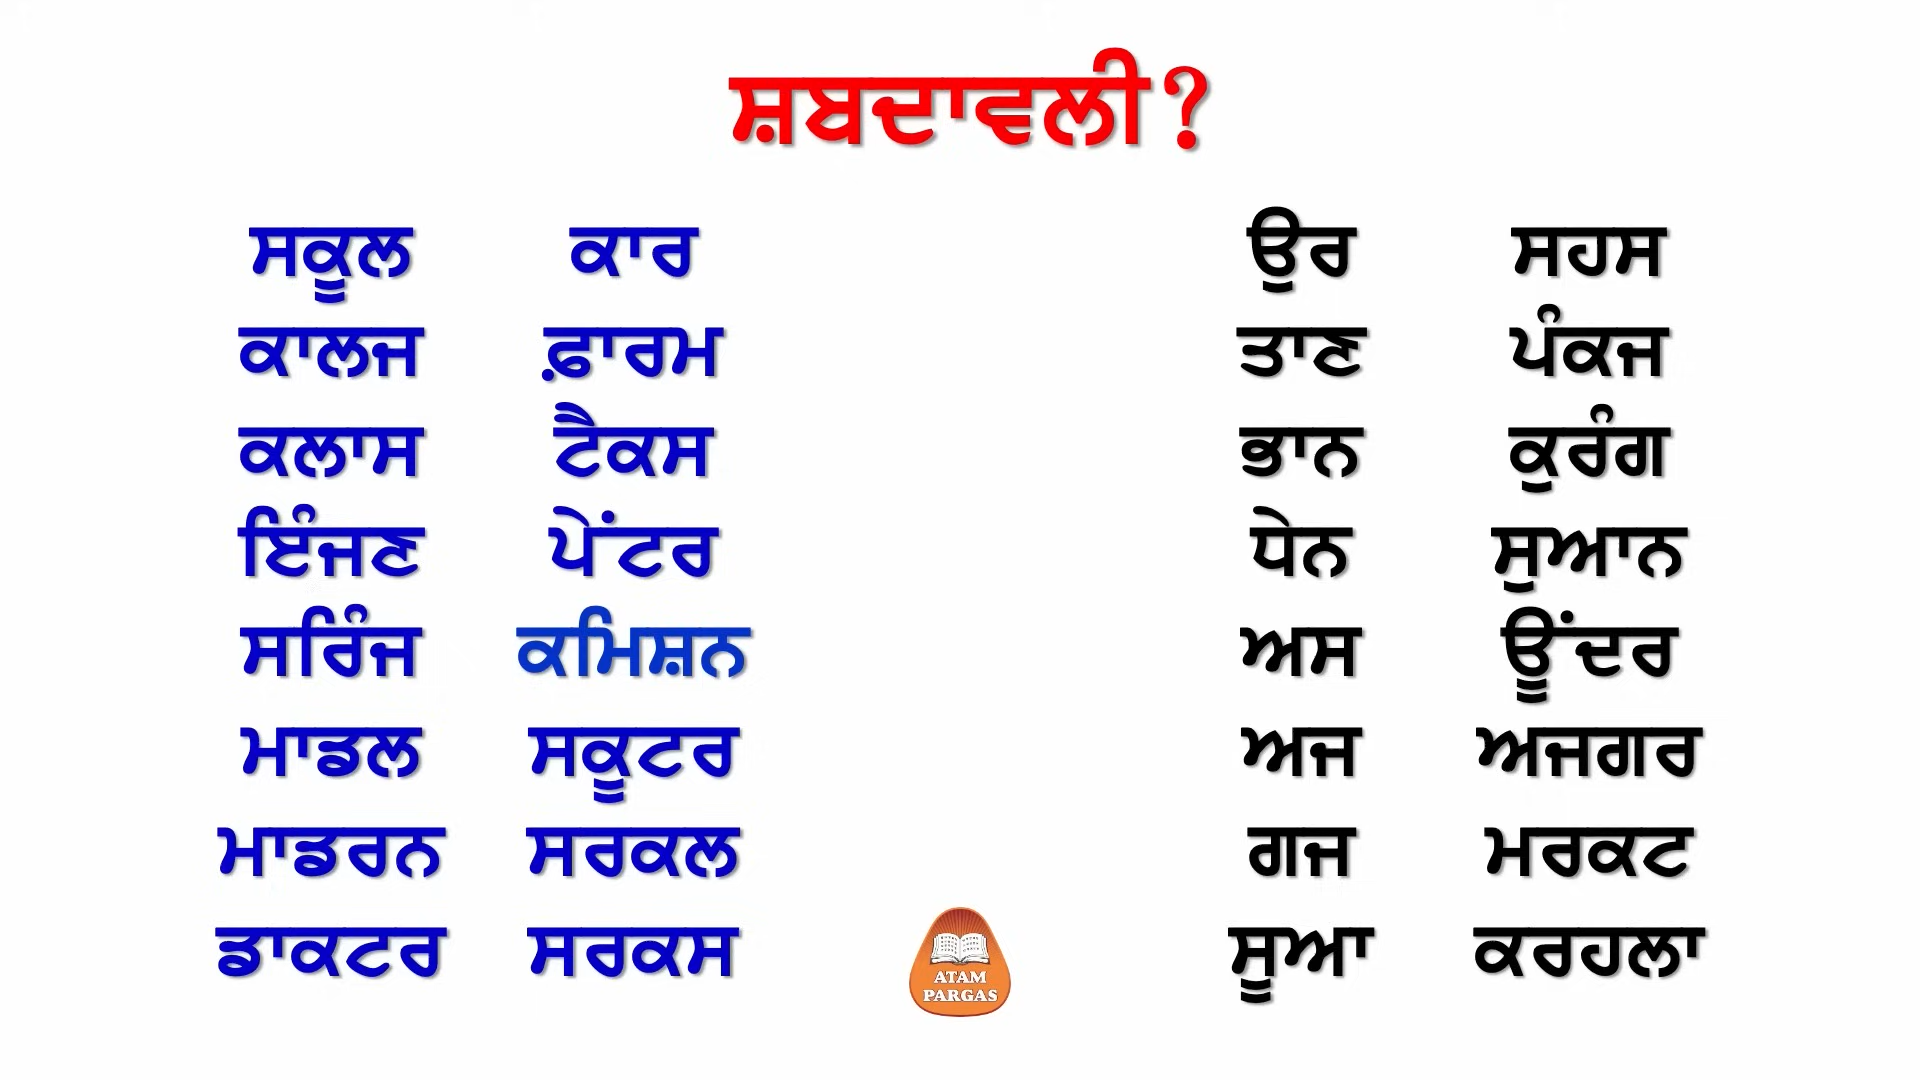 ਸ਼ਬਦਾਵਲੀ?
ਸਕੂਲ ਕਾਰ ਉਰ ਸਹਸ
ਕਾਲਜ ਫ਼ਾਰਮ ਤਾਣ ਪੰਕਜ
ਕਲਾਸ ਟੈਕਸ ਭਾਨ ਕੁਰੰਗ
ਇੰਜਣ ਪੇਂਟਰ ਧੇਨ ਸੁਆਨ
ਸਰਿੰਜ ਕਮਿਸ਼ਨ ਅਸ ਊਂਦਰ
ਮਾਡਲ ਸਕੂਟਰ ਅਜ ਅਜਗਰ
ਮਾਡਰਨ ਸਰਕਲ ਗਜ ਮਰਕਟ
ਡਾਕਟਰ ਸਰਕਸ ਸੂਆ ਕਰਹਲਾ
ATAM
PARGAS